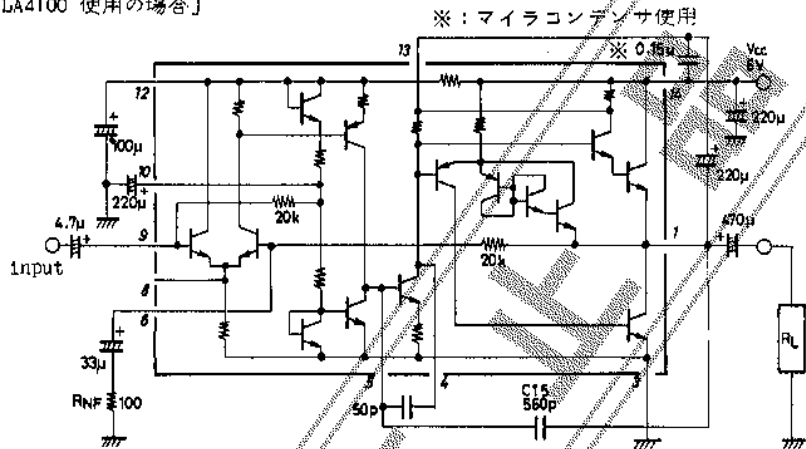 LA4100 使用の場合]
※:マイラコンデンサ使用
13
※ 0.15μ
Vcc
6V
12
14
220μ
100μ
10
220μ
220μ
20k
4.7μ
9
1
470μ
input
20k
8
6
RL
33μ
5
4
3
50p
C15
560p
RNF
100